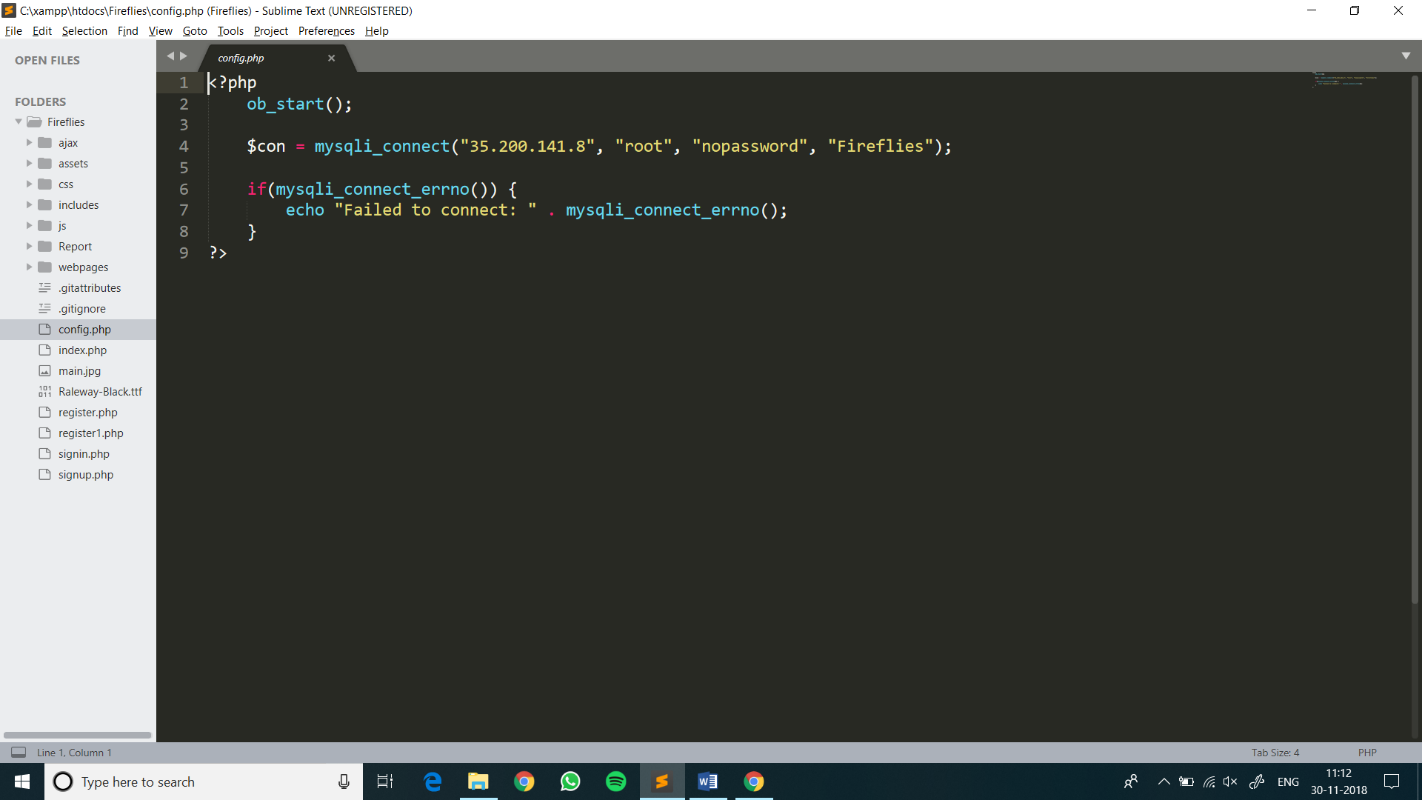 C:\xampp\htdocs\Fireflies\config.php (Fireflies) - Sublime Text (UNREGISTERED)
File Edit Selection Find View Goto Tools Project Preferences Help
OPEN FILES
FOLDERS
Fireflies
ajax
assets
css
includes
js
Report
webpages
.gitattributes
.gitignore
config.php
index.php
main.jpg
Raleway-Black.ttf
register.php
register1.php
signin.php
signup.php
config.php
1 <?php
2     ob_start();
3
4     $con = mysqli_connect("35.200.141.8", "root", "nopassword", "Fireflies");
5
6     if(mysqli_connect_errno()) {
7         echo "Failed to connect: " . mysqli_connect_errno();
8     }
9 ?>
Line 1, Column 1
Tab Size: 4 PHP
Type here to search
ENG
11:12
30-11-2018